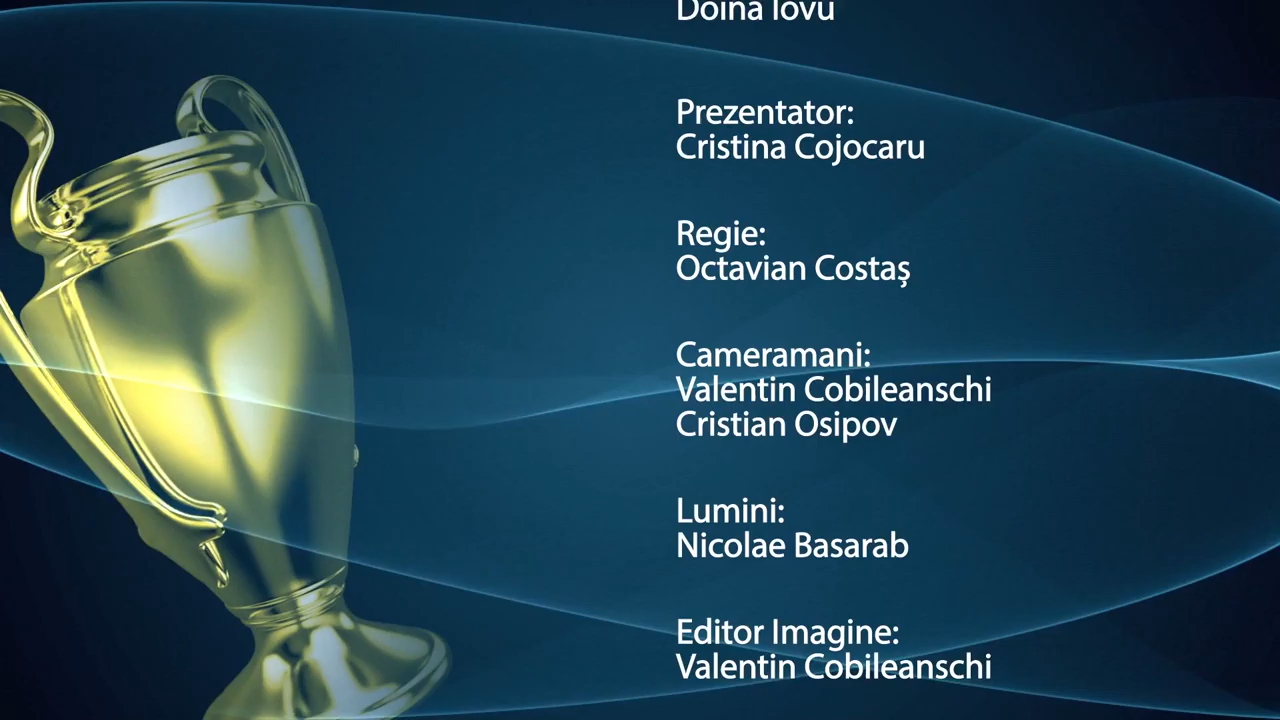 Doina Iovu
Prezentator:
Cristina Cojocaru
Regie:
Octavian Costaș
Cameramani:
Valentin Cobileanschi
Cristian Osipov
Lumini:
Nicolae Basarab
Editor Imagine:
Valentin Cobileanschi